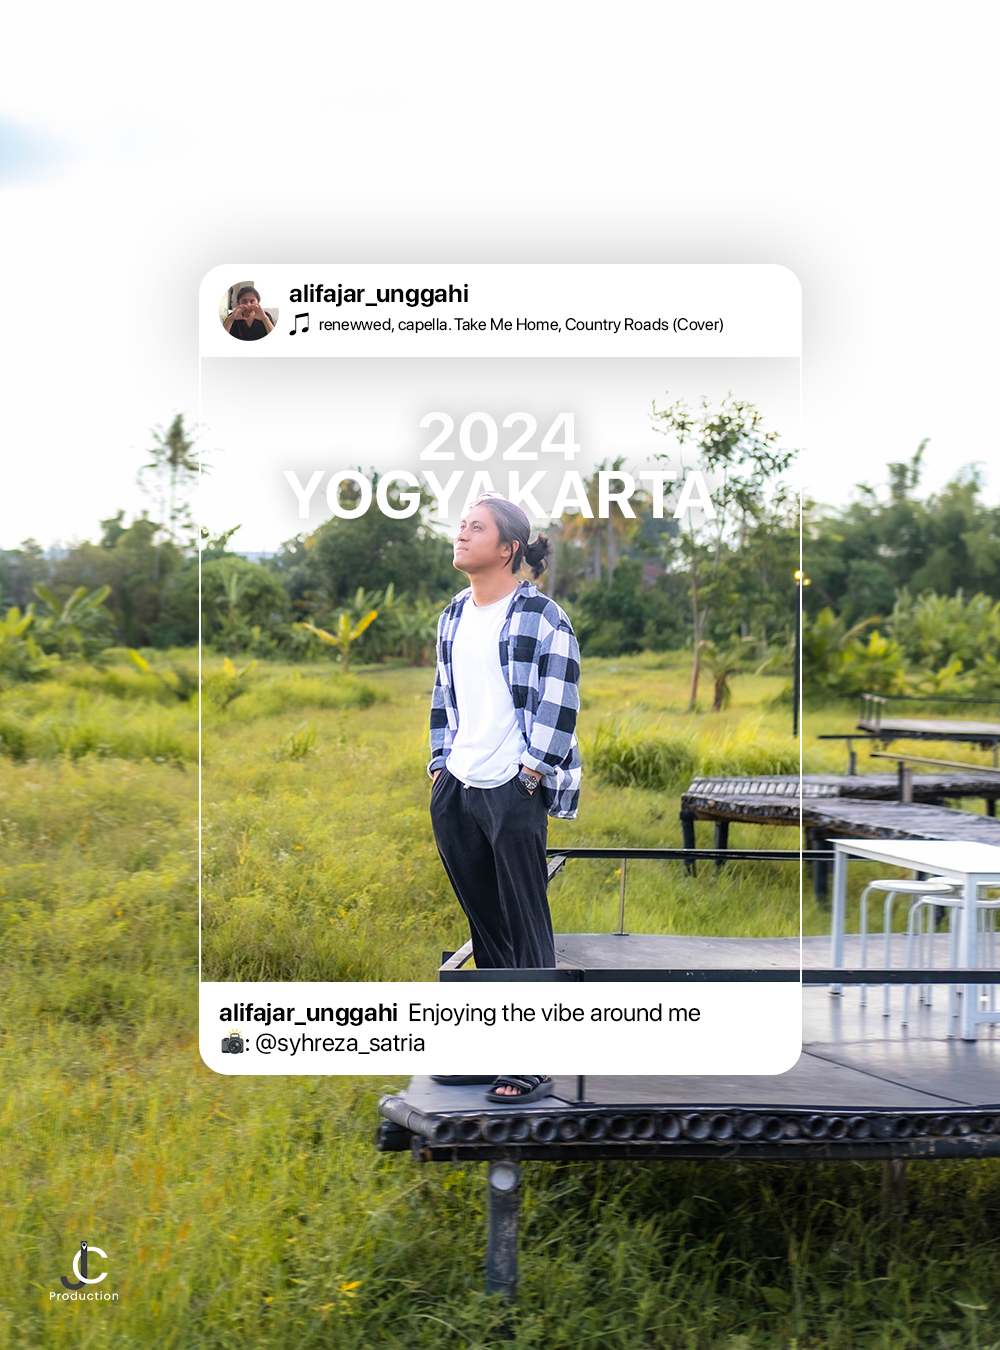 alifajar_unggahi
renewwed, capella. Take Me Home, Country Roads (Cover)
2024
YOGYAKARTA
alifajar_unggahi Enjoying the vibe around me
📸: @syhreza_satria
JC
Production